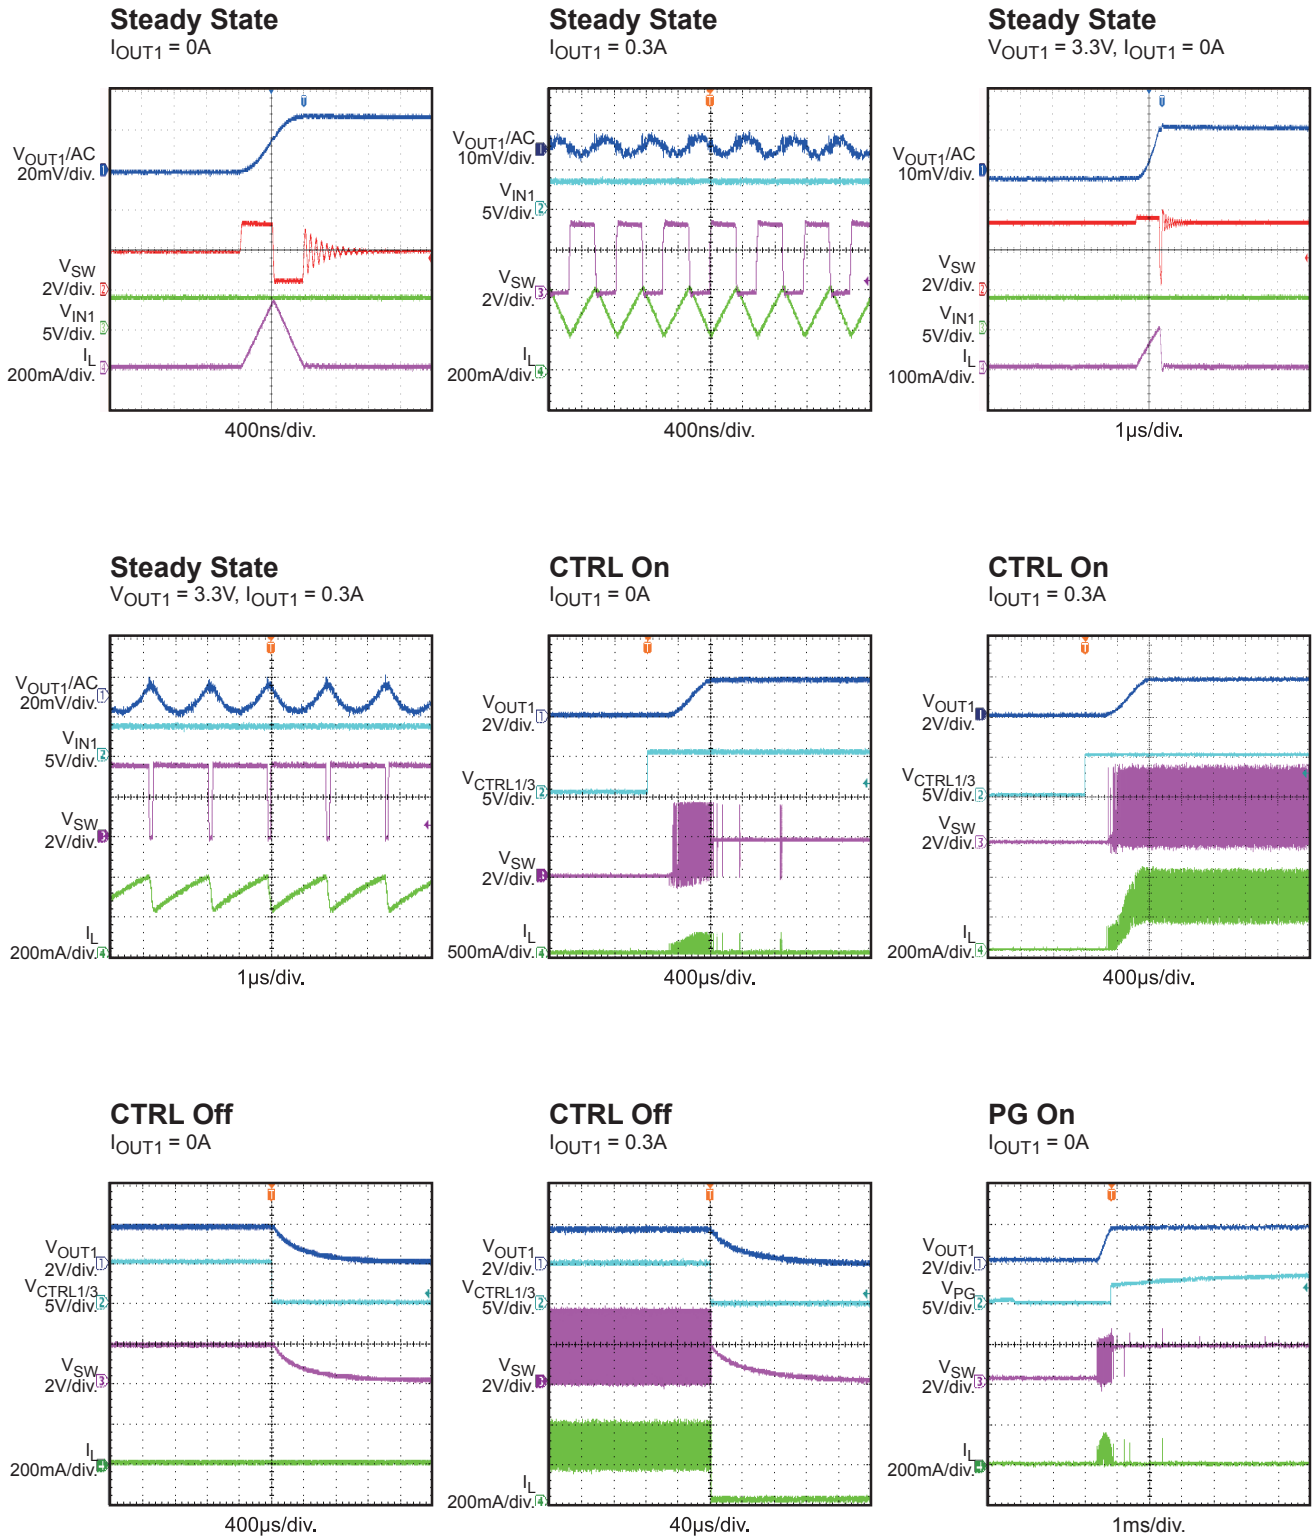 Steady State
IOUT1 = 0A
VOUT1/AC
20mV/div.
VSW
2V/div.
VIN1
5V/div.
IL
200mA/div.
400ns/div.
Steady State
IOUT1 = 0.3A
VOUT1/AC
10mV/div.
VIN1
5V/div.
VSW
2V/div.
IL
200mA/div.
400ns/div.
Steady State
VOUT1 = 3.3V, IOUT1 = 0A
VOUT1/AC
10mV/div.
VSW
2V/div.
VIN1
5V/div.
IL
100mA/div.
1µs/div.
Steady State
VOUT1 = 3.3V, IOUT1 = 0.3A
VOUT1/AC
20mV/div.
VIN1
5V/div.
VSW
2V/div.
IL
200mA/div.
1µs/div.
CTRL On
IOUT1 = 0A
VOUT1
2V/div.
VCTRL1/3
5V/div.
VSW
2V/div.
IL
500mA/div.
400µs/div.
CTRL On
IOUT1 = 0.3A
VOUT1
2V/div.
VCTRL1/3
5V/div.
VSW
2V/div.
IL
200mA/div.
400µs/div.
CTRL Off
IOUT1 = 0A
VOUT1
2V/div.
VCTRL1/3
5V/div.
VSW
2V/div.
IL
200mA/div.
400µs/div.
CTRL Off
IOUT1 = 0.3A
VOUT1
2V/div.
VCTRL1/3
5V/div.
VSW
2V/div.
IL
200mA/div.
40µs/div.
PG On
IOUT1 = 0A
VOUT1
2V/div.
VPG
5V/div.
VSW
2V/div.
IL
200mA/div.
1ms/div.